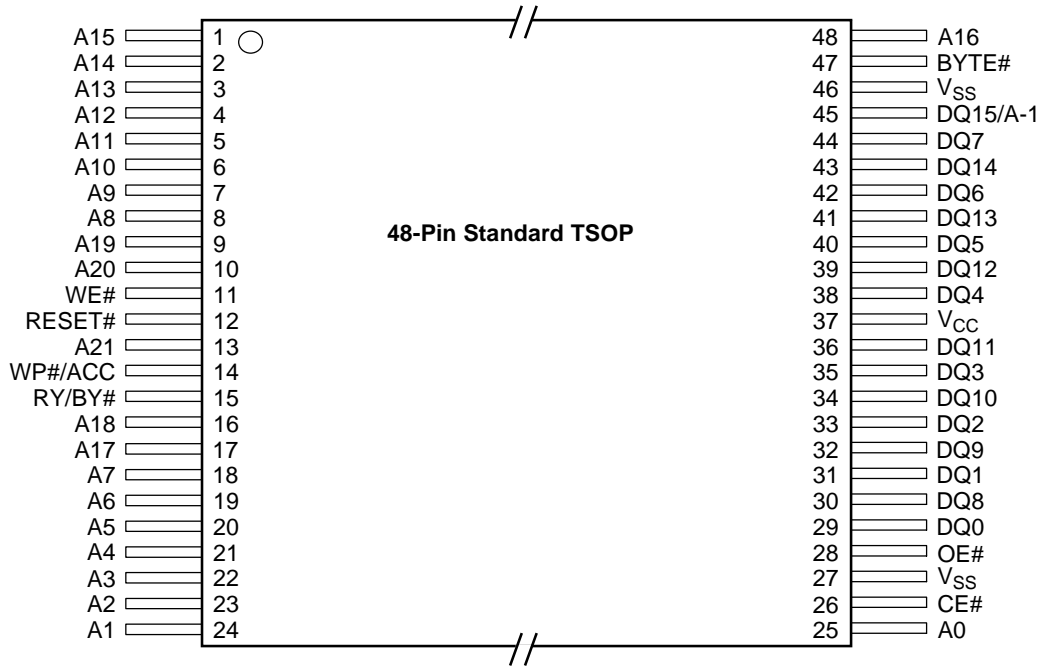 A15 1 48 A16
A14 2 47 BYTE#
A13 3 46 VSS
A12 4 45 DQ15/A-1
A11 5 44 DQ7
A10 6 43 DQ14
A9 7 42 DQ6
A8 8 41 DQ13
48-Pin Standard TSOP
A19 9 40 DQ5
A20 10 39 DQ12
WE# 11 38 DQ4
RESET# 12 37 VCC
A21 13 36 DQ11
WP#/ACC 14 35 DQ3
RY/BY# 15 34 DQ10
A18 16 33 DQ2
A17 17 32 DQ9
A7 18 31 DQ1
A6 19 30 DQ8
A5 20 29 DQ0
A4 21 28 OE#
A3 22 27 VSS
A2 23 26 CE#
A1 24 25 A0